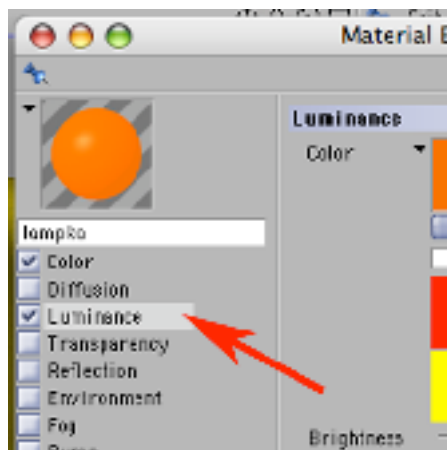 Material
Luminance
Color
lampka
Color
Diffusion
Luminance
Transparency
Reflection
Environment
Fog
Brightness